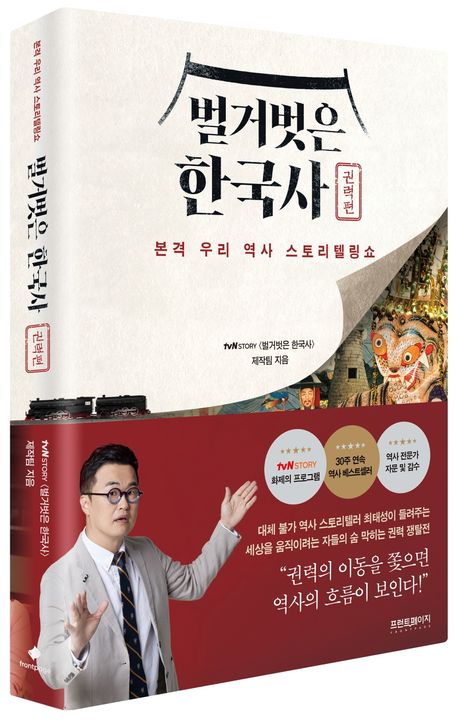 본격 우리 역사 스토리텔링쇼
벌거벗은 한국사
권력편
tvN STORY 〈벌거벗은 한국사〉
제작팀 지음
frontpage
벌거벗은
한국사
권력편
본격 우리 역사 스토리텔링쇼
tvN STORY 〈벌거벗은 한국사〉
제작팀 지음
tvN STORY
화제의 프로그램
30주 연속
역사 베스트셀러
역사 전문가
자문 및 감수
대체 불가 역사 스토리텔러 최태성이 들려주는
세상을 움직이려는 자들의 숨 막히는 권력 쟁탈전
“권력의 이동을 쫓으면
역사의 흐름이 보인다!”
프런트페이지
FRONTPAGE